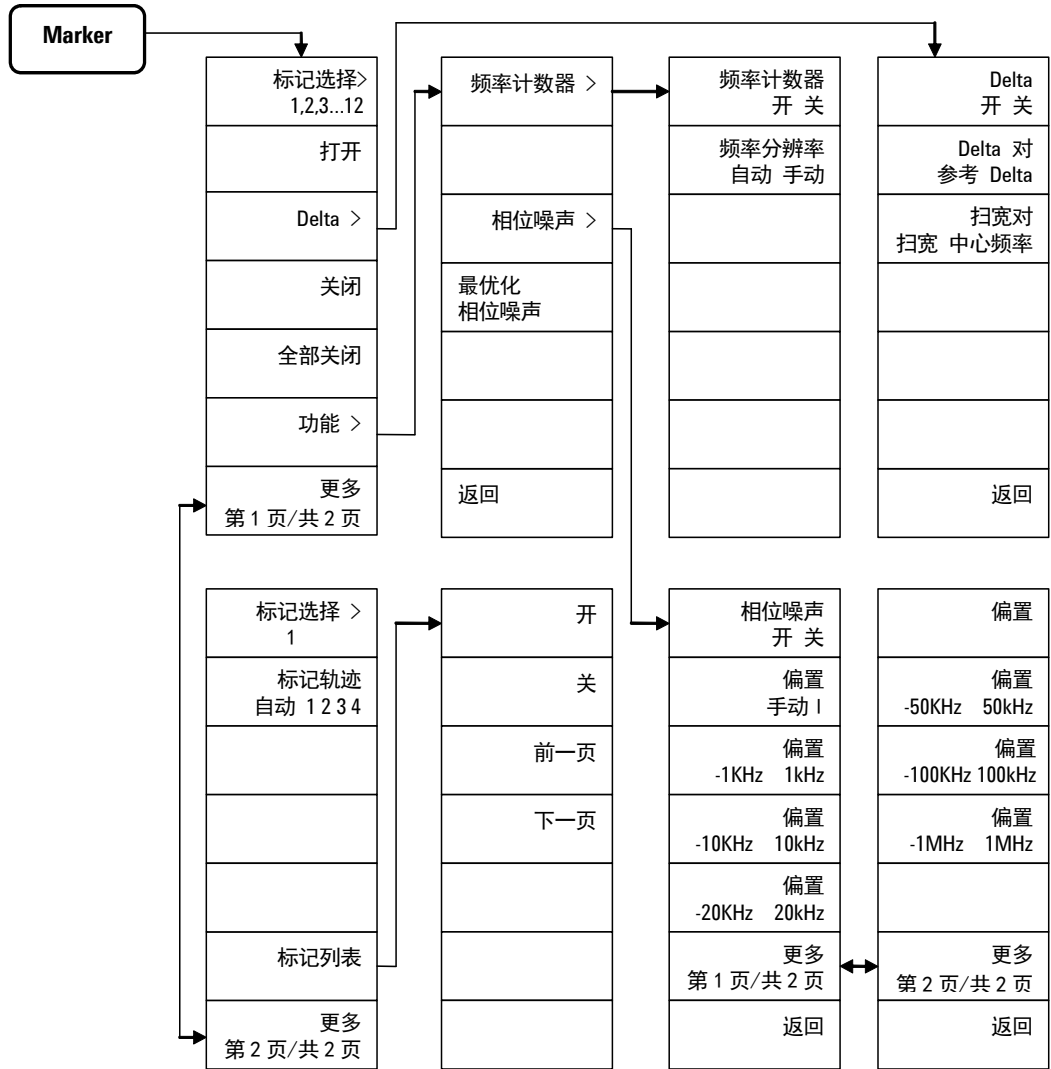 Marker
标记选择>
1,2,3...12
打开
Delta >
关闭
全部关闭
功能 >
更多
第 1 页/共 2 页
频率计数器 >
相位噪声 >
最优化
相位噪声
返回
频率计数器
开 关
频率分辨率
自动 手动
Delta
开 关
Delta 对
参考 Delta
扫宽对
扫宽 中心频率
返回
标记选择 >
1
标记轨迹
自动 1 2 3 4
标记列表
更多
第 2 页/共 2 页
开
关
前一页
下一页
相位噪声
开 关
偏置
手动 I
偏置
-1KHz 1kHz
偏置
-10KHz 10kHz
偏置
-20KHz 20kHz
更多
第 1 页/共 2 页
返回
偏置
偏置
-50KHz 50kHz
偏置
-100KHz 100kHz
偏置
-1MHz 1MHz
更多
第 2 页/共 2 页
返回